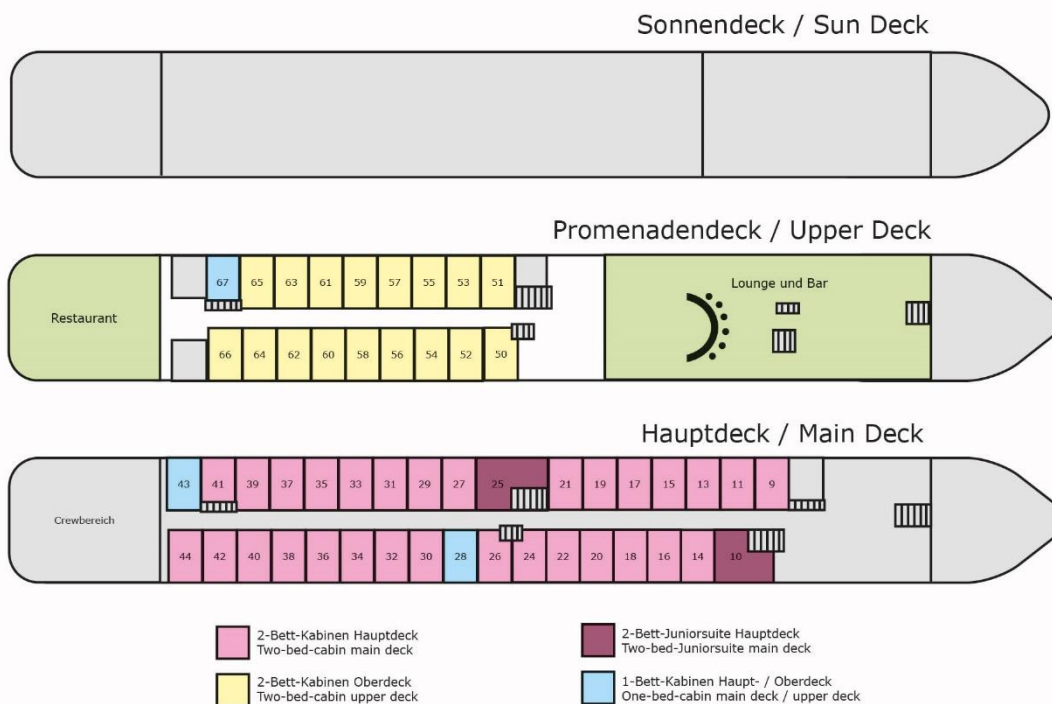 Sonnendeck / Sun Deck
Promenadendeck / Upper Deck
67 65 63 61 59 57 55 53 51
Restaurant
Lounge und Bar
66 64 62 60 58 56 54 52 50
Hauptdeck / Main Deck
43 41 39 37 35 33 31 29 27 25 21 19 17 15 13 11 9
Crewbereich
44 42 40 38 36 34 32 30 28 26 24 22 20 18 16 14 10
2-Bett-Kabinen Hauptdeck
Two-bed-cabin main deck
2-Bett-Juniorsuite Hauptdeck
Two-bed-Juniorsuite main deck
2-Bett-Kabinen Oberdeck
Two-bed-cabin upper deck
1-Bett-Kabinen Haupt- / Oberdeck
One-bed-cabin main deck / upper deck